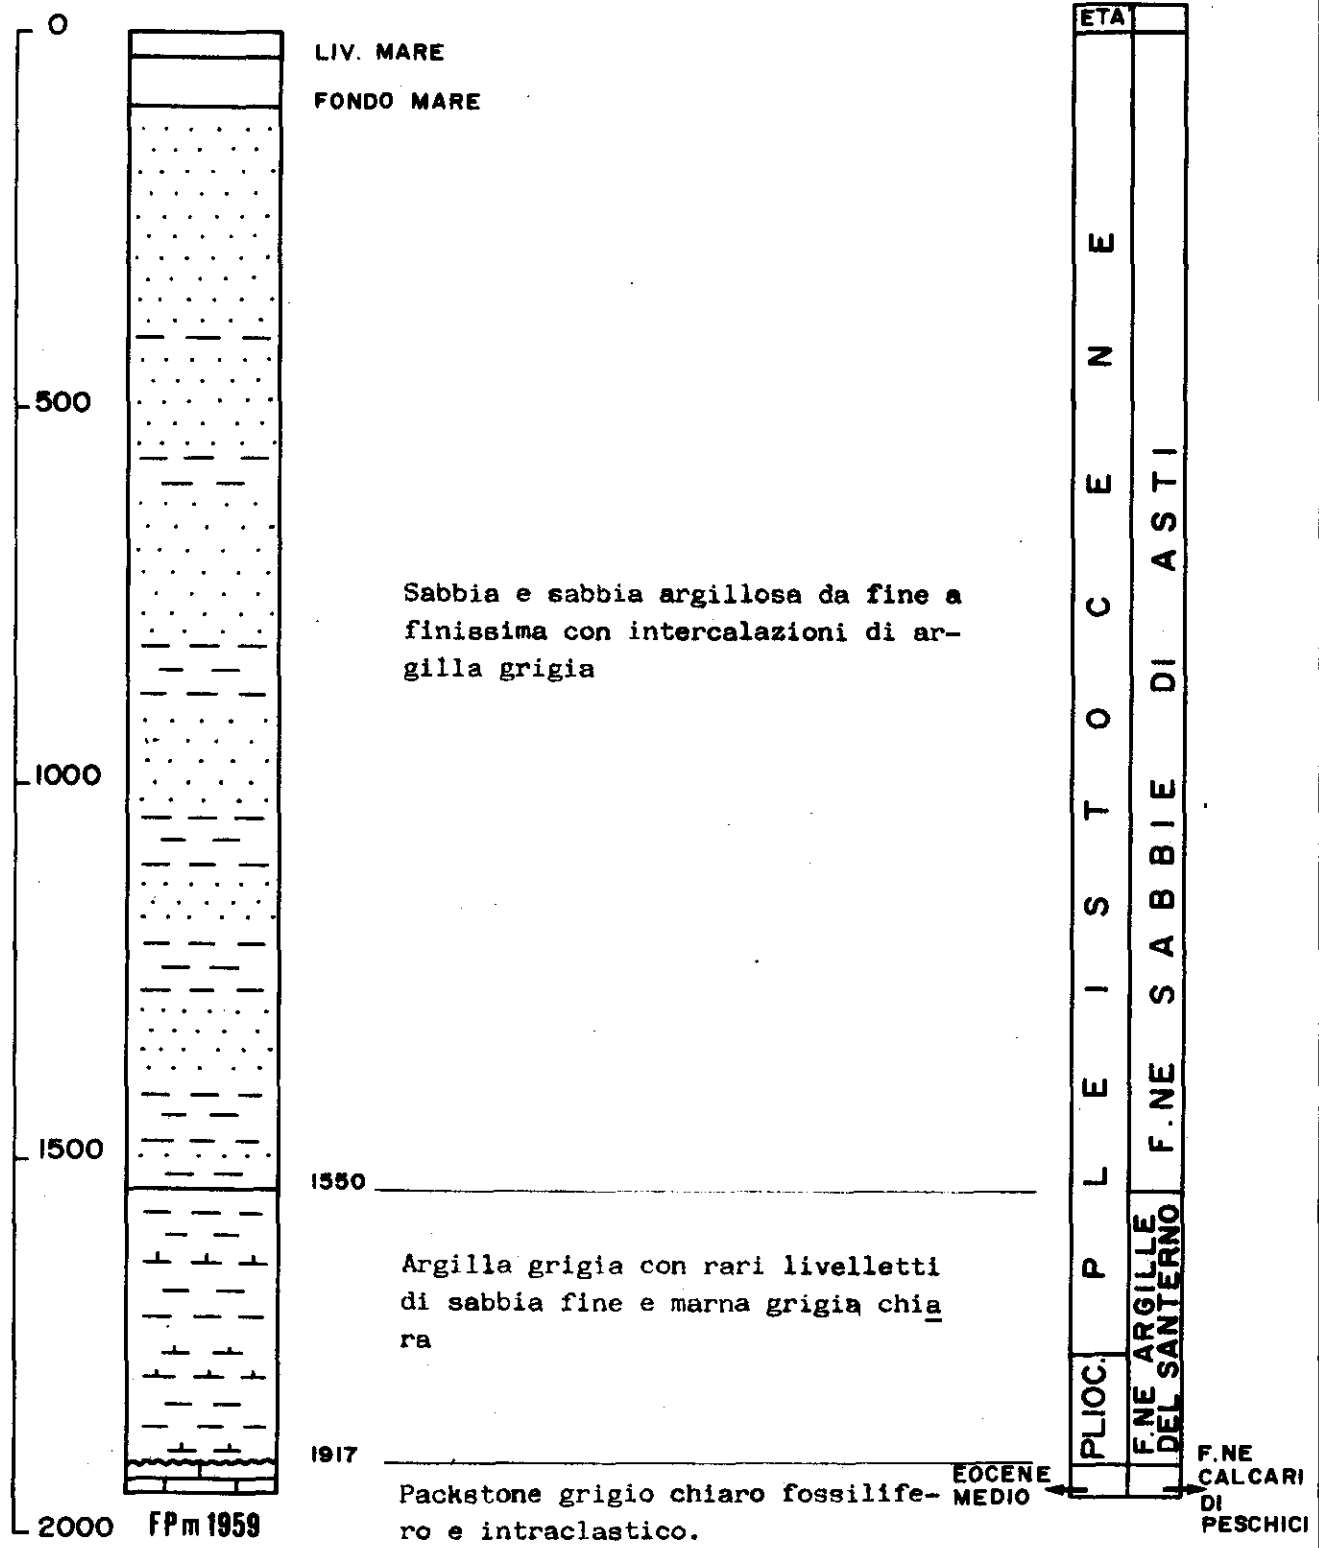 0
LIV. MARE
FONDO MARE
500
1000
1500
2000
Sabbia e sabbia argillosa da fine a
finissima con intercalazioni di ar-
gilla grigia
1550
Argilla grigia con rari livelletti
di sabbia fine e marna grigia chia
ra
1917
Packstone grigio chiaro fossilife-
ro e intraclastico.
FPm 1959
ETA'
PLEISTOCENE
PLIOC.
EOCENE
MEDIO
F.NE SABBIE DI ASTI
F.NE ARGILLE
DEL SANTERNO
F.NE
CALCARI
DI
PESCHICI